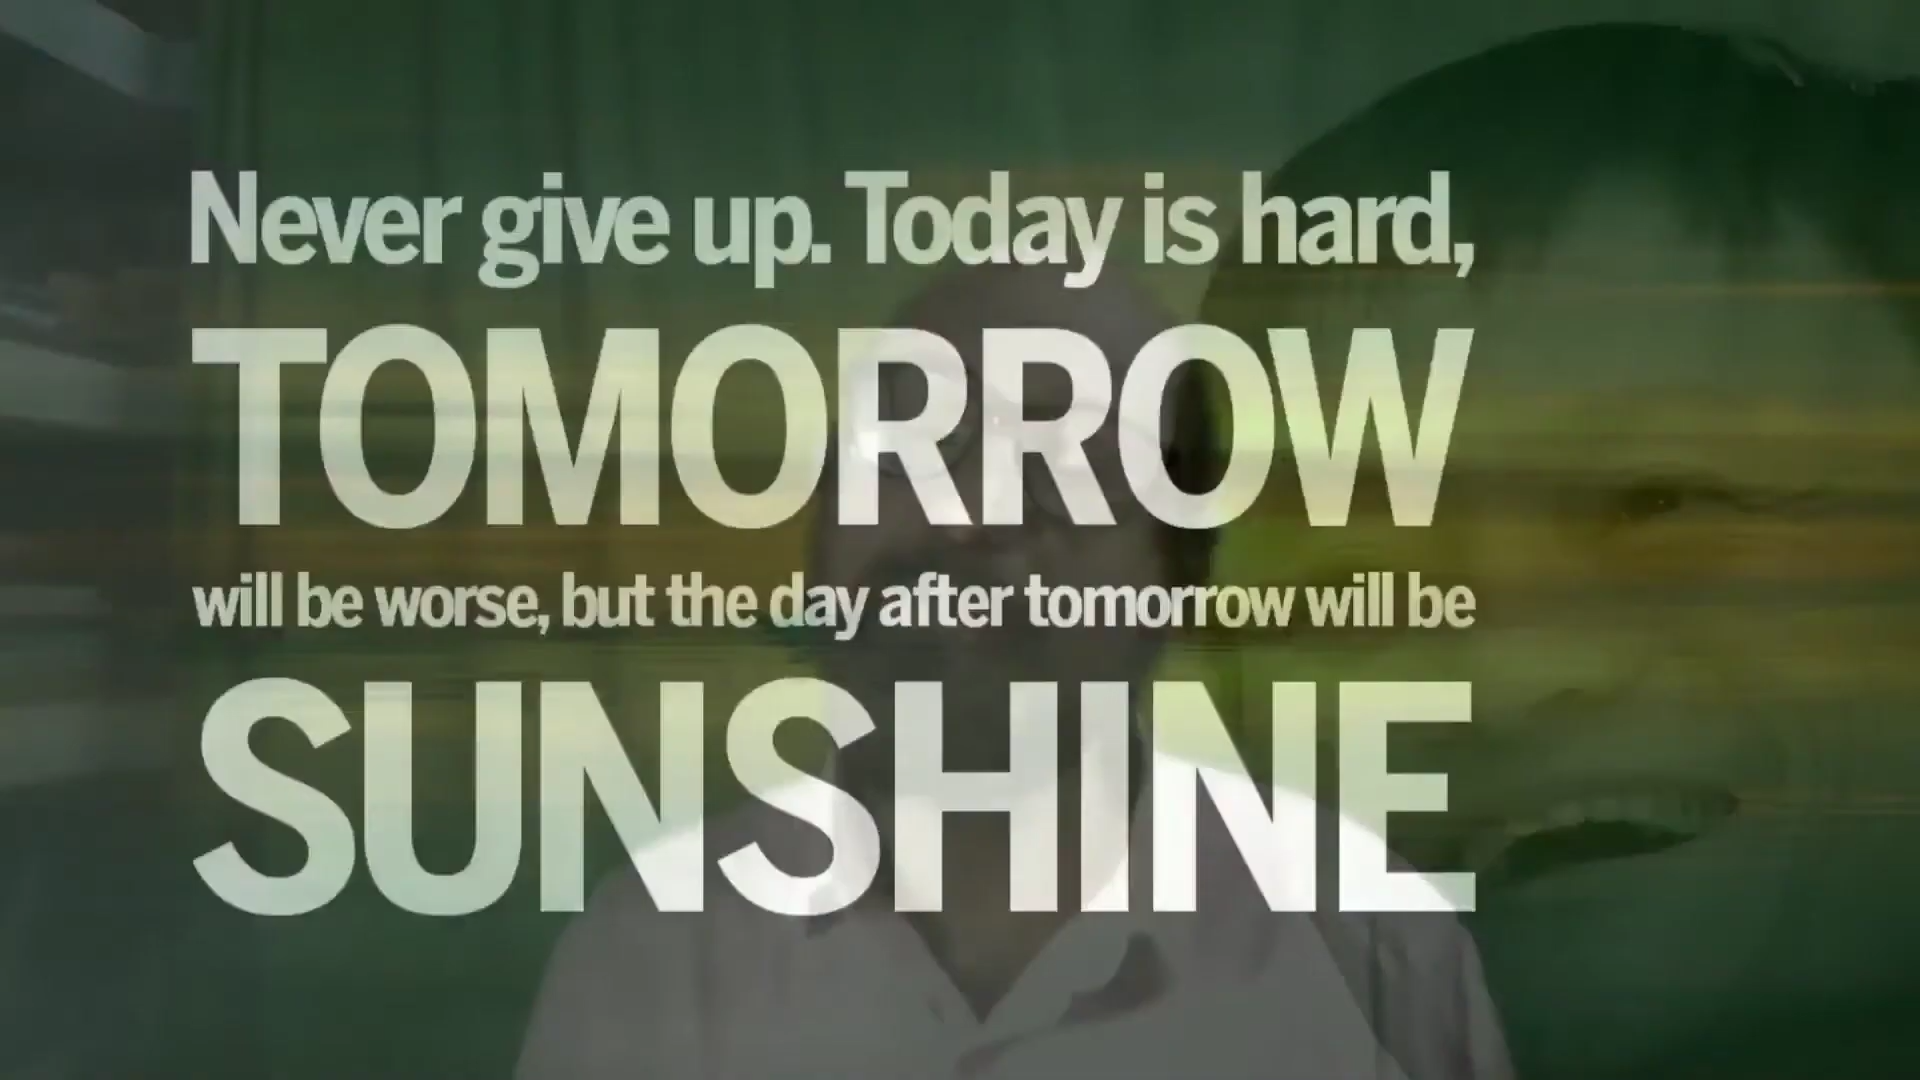 Never give up. Today is hard,
TOMORROW
will be worse, but the day after tomorrow will be
SUNSHINE